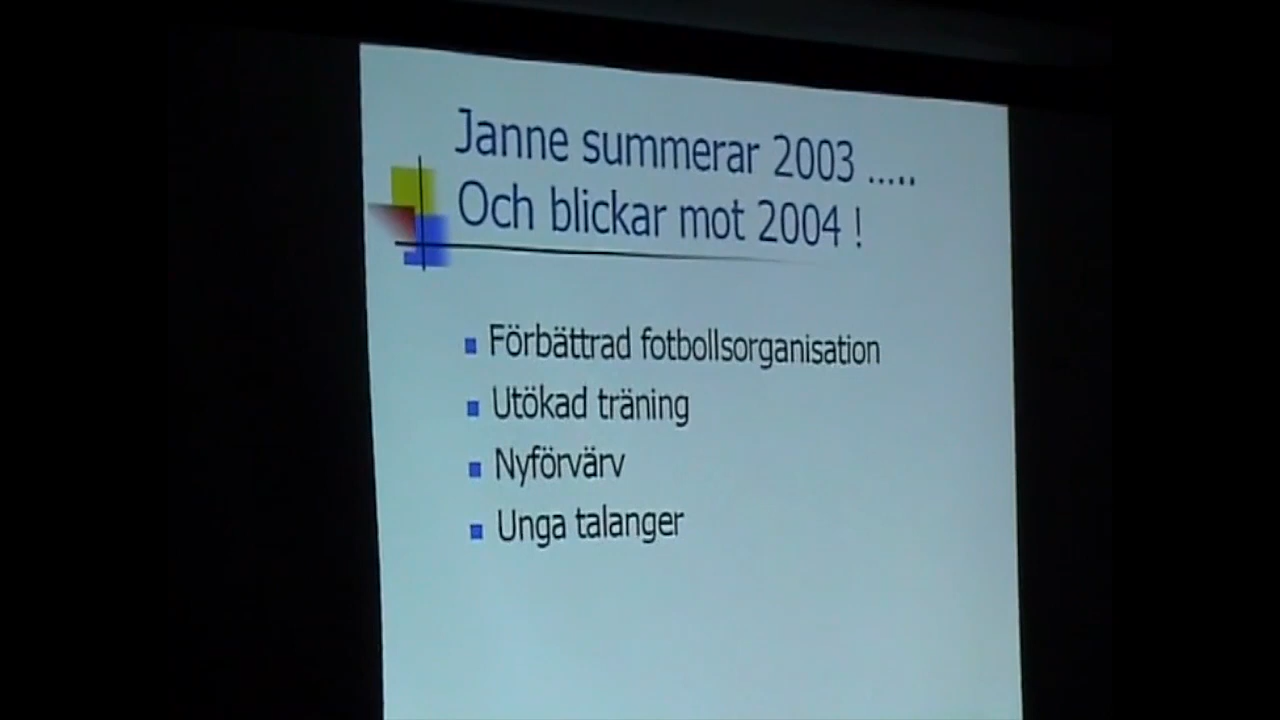 Janne summerar 2003 .....
Och blickar mot 2004 !
Förbättrad fotbollsorganisation
Utökad träning
Nyförvärv
Unga talanger